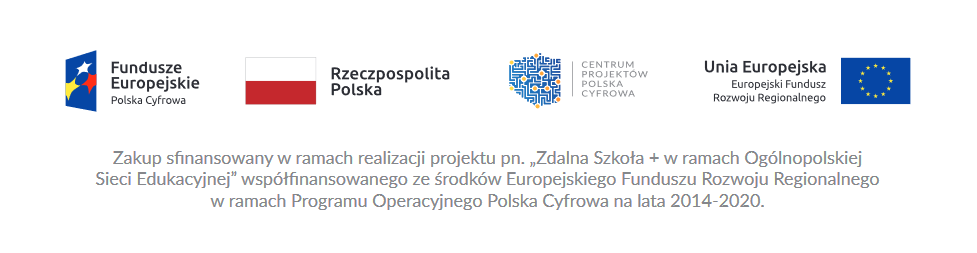 Fundusze
Europejskie
Polska Cyfrowa
Rzeczpospolita
Polska
CENTRUM
PROJEKTÓW
POLSKA
CYFROWA
Unia Europejska
Europejski Fundusz
Rozwoju Regionalnego
Zakup sfinansowany w ramach realizacji projektu pn. „Zdalna Szkoła + w ramach Ogólnopolskiej
Sieci Edukacyjnej” współfinansowanego ze środków Europejskiego Funduszu Rozwoju Regionalnego
w ramach Programu Operacyjnego Polska Cyfrowa na lata 2014-2020.